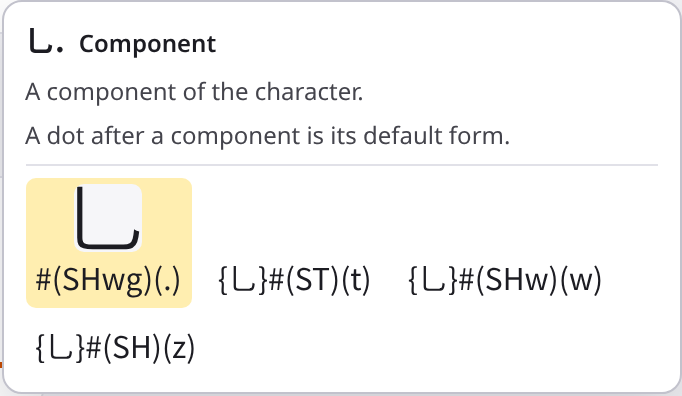 乚. Component
A component of the character.
A dot after a component is its default form.
乚
#(SHwg)(.) {乚}#(ST)(t) {乚}#(SHw)(w)
{乚}#(SH)(z)